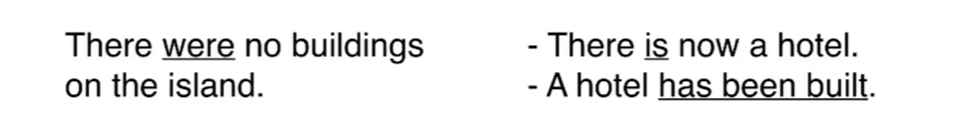 There were no buildings
on the island.
- There is now a hotel.
- A hotel has been built.